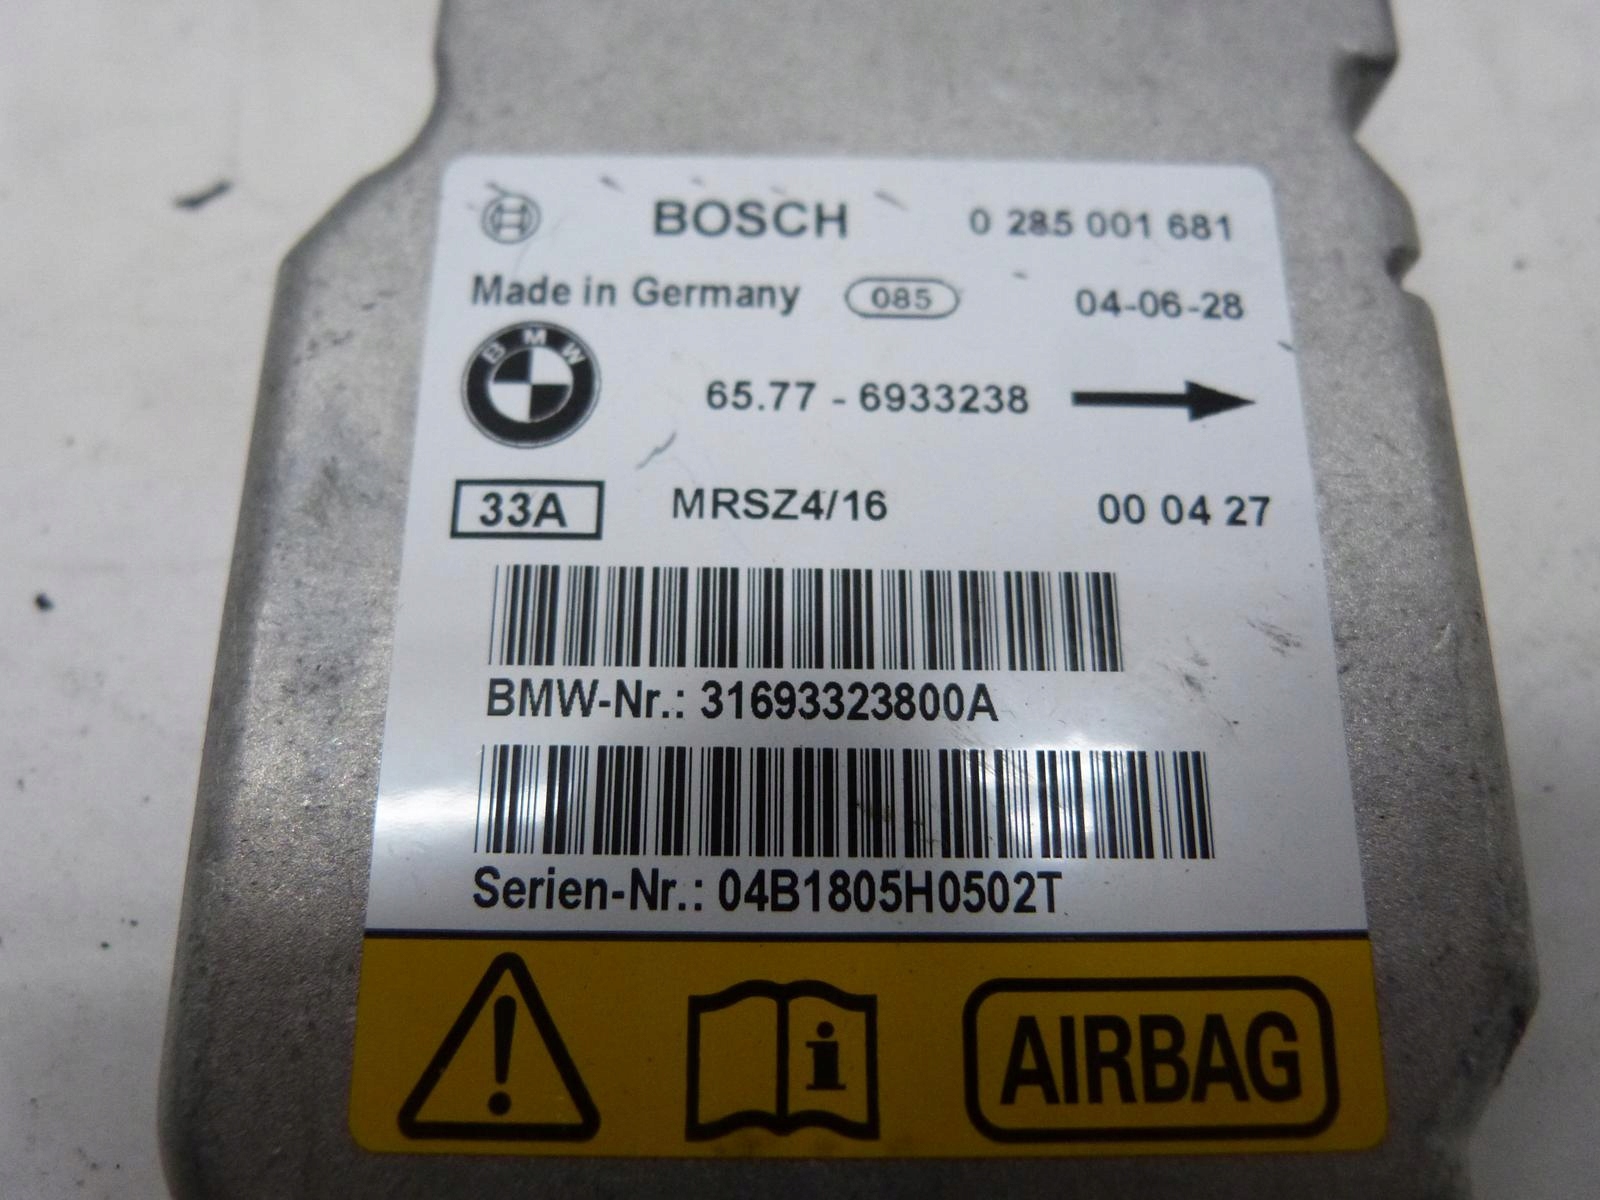 BOSCH 0 285 001 681
Made in Germany 085 04-06-28
BMW
65.77 - 6933238
33A MRSZ4/16 00 04 27
BMW-Nr.: 31693323800A
Serien-Nr.: 04B1805H0502T
! i AIRBAG